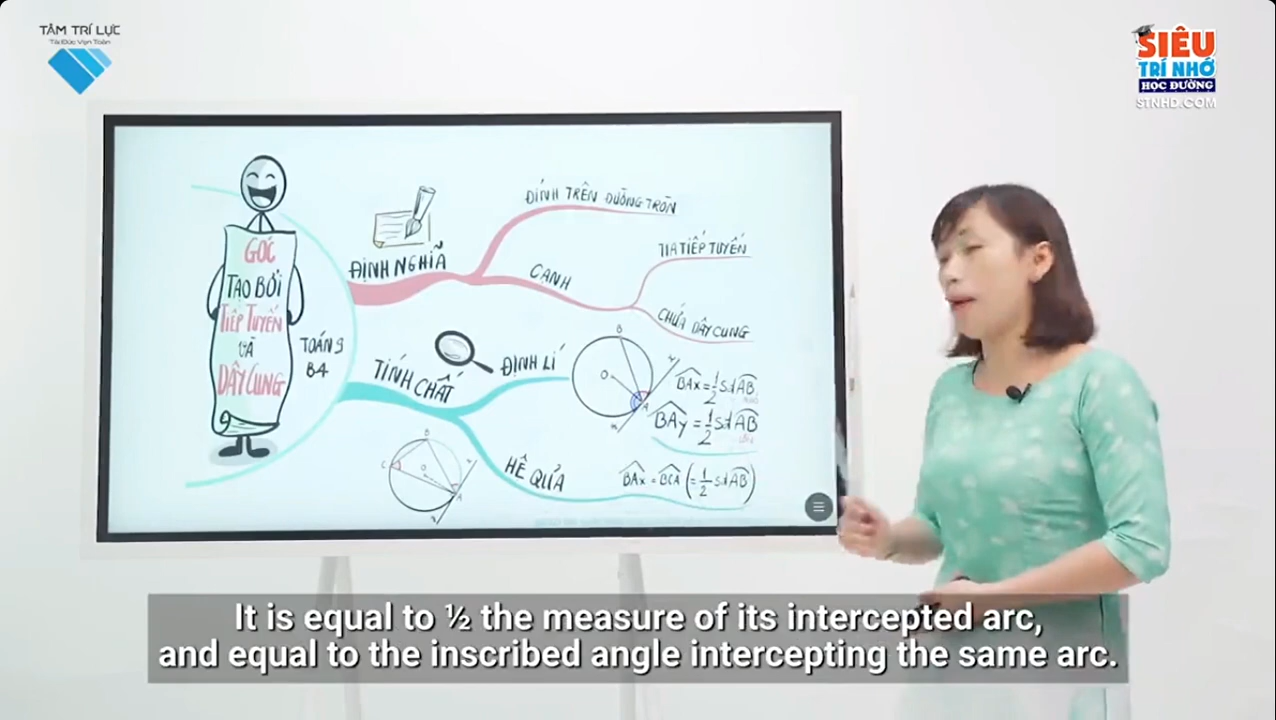 TÂM TRÍ LỰC
Tài Đức Vẹn Toàn
SIÊU
TRÍ NHỚ
HỌC ĐƯỜNG
STNHD.COM
GÓC
TẠO BỞI
TIẾP TUYẾN
VÀ
DÂY CUNG
TOÁN 9
B4
ĐỊNH NGHĨA
ĐỈNH TRÊN ĐƯỜNG TRÒN
CẠNH
TIA TIẾP TUYẾN
CHỨA DÂY CUNG
TÍNH CHẤT
ĐỊNH LÍ
B
O
A
x
BAx = 1/2 sđ AB
BAy = 1/2 sđ AB
HỆ QUẢ
BAx = BCA (= 1/2 sđ AB)
B
C
O
A
x
y
It is equal to ½ the measure of its intercepted arc,
and equal to the inscribed angle intercepting the same arc.